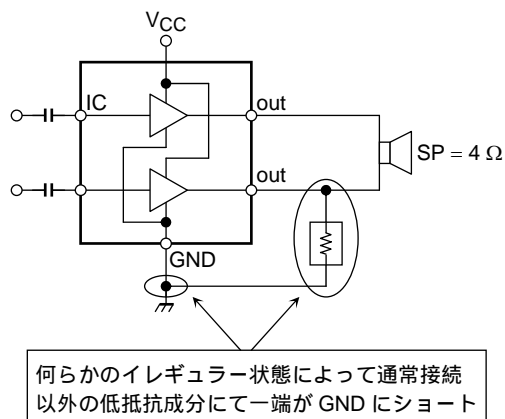 VCC
IC
out
SP = 4 Ω
out
GND
何らかのイレギュラー状態によって通常接続
以外の低抵抗成分にて一端が GND にショート